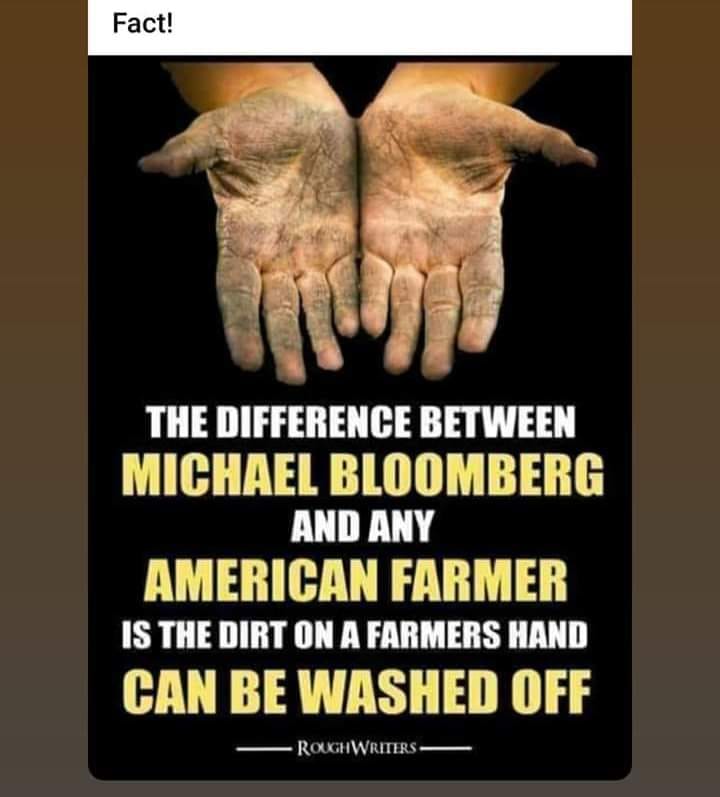 Fact!
THE DIFFERENCE BETWEEN
MICHAEL BLOOMBERG
AND ANY
AMERICAN FARMER
IS THE DIRT ON A FARMERS HAND
CAN BE WASHED OFF
ROUGHWRITERS